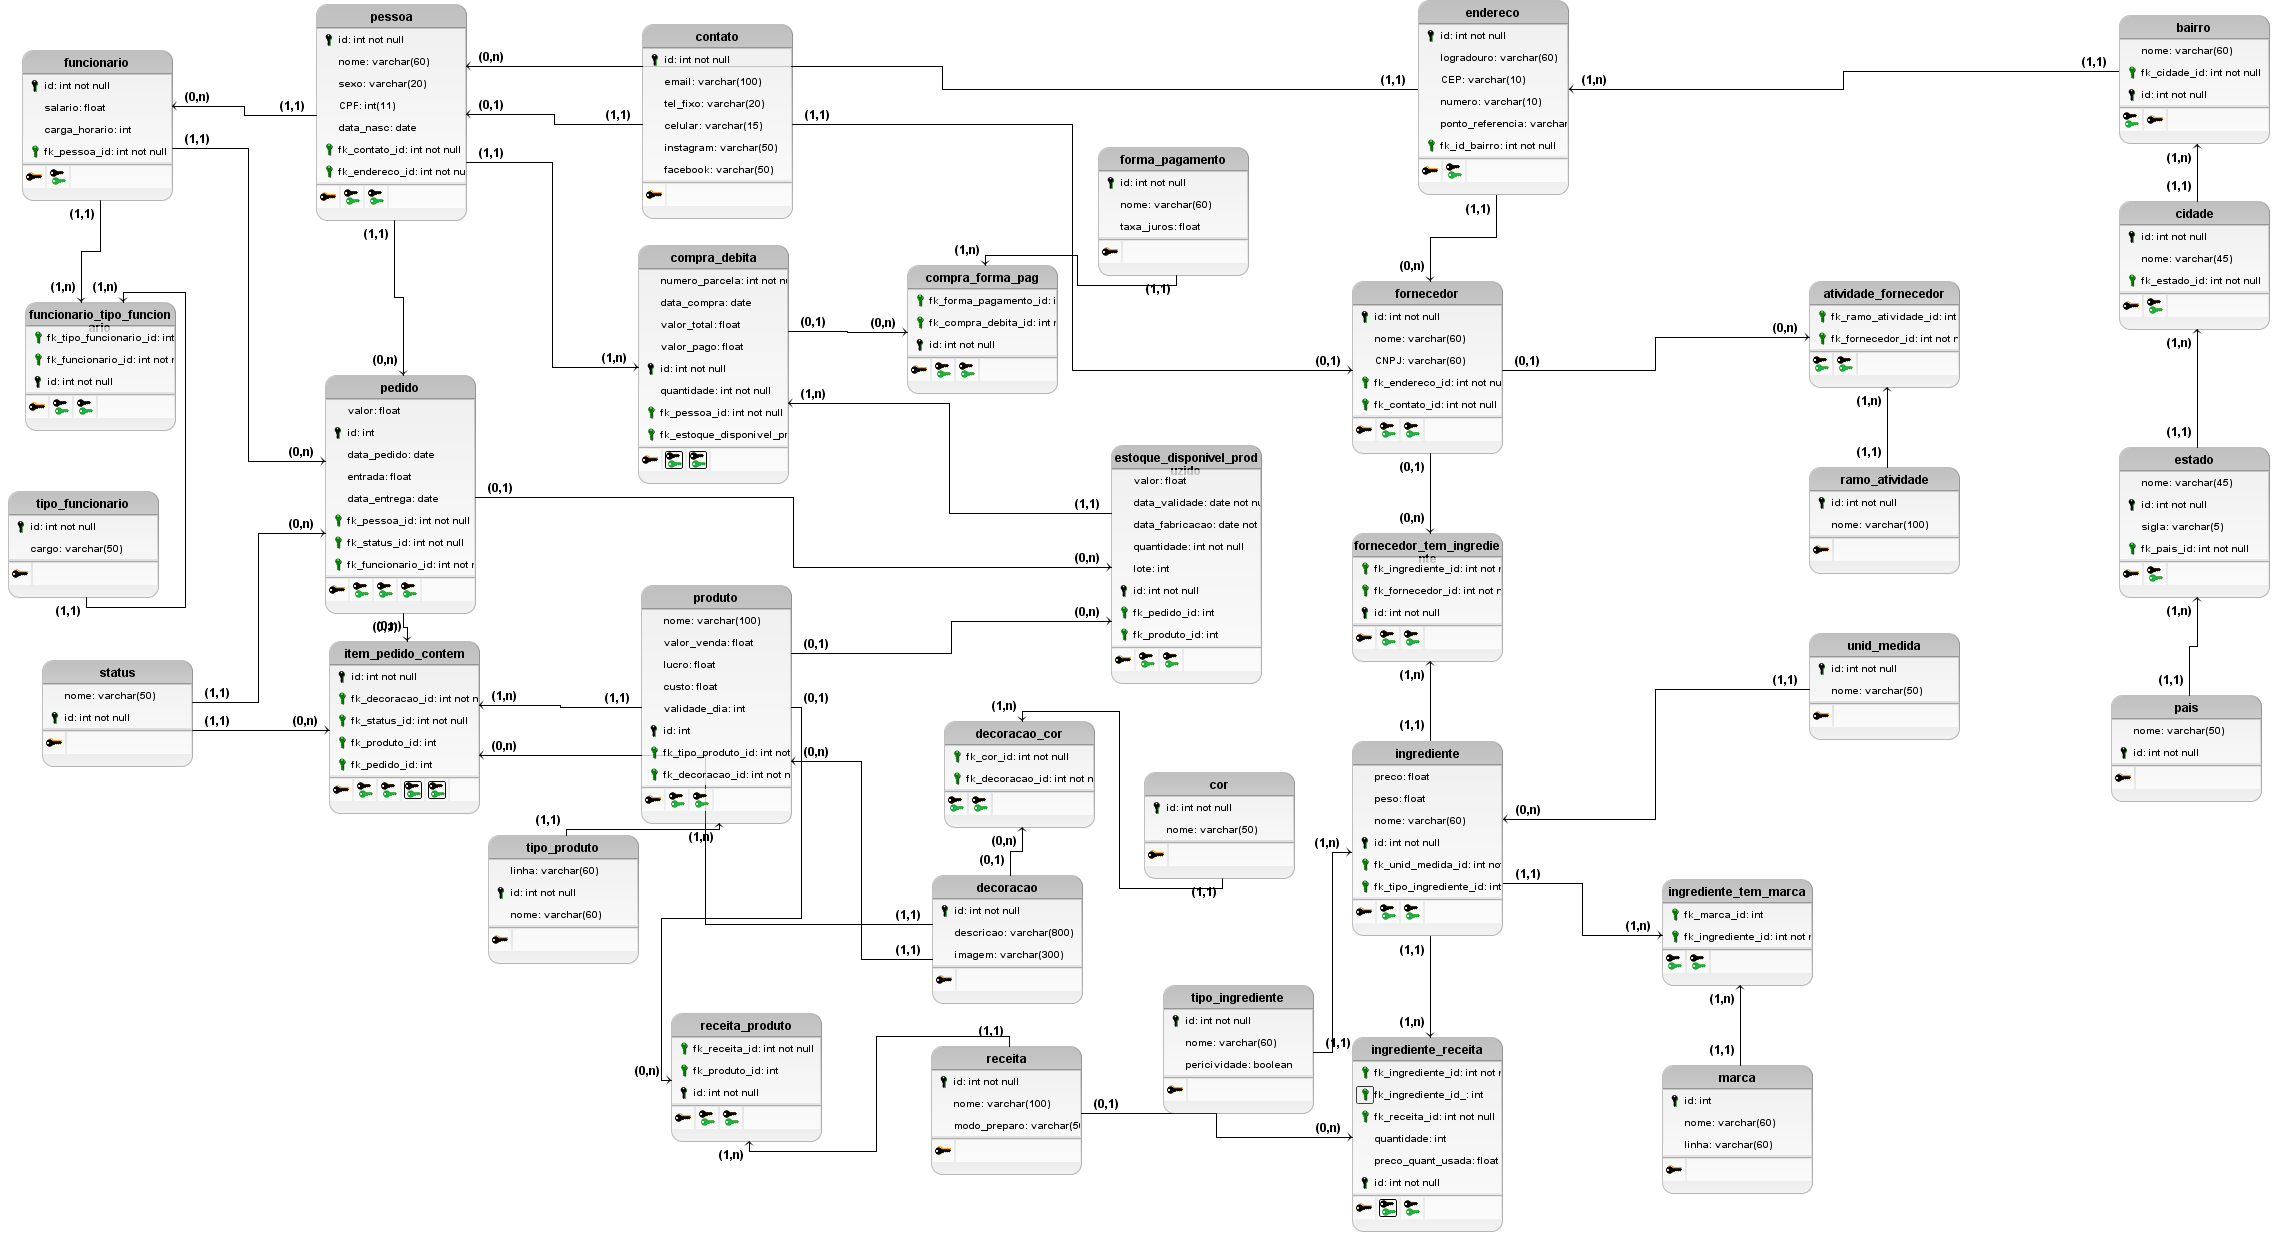 pessoa
id: int not null
nome: varchar(60)
sexo: varchar(20)
CPF: int(11)
data_nasc: date
fk_contato_id: int not null
fk_endereco_id: int not nu
funcionario
id: int not null
salario: float
carga_horario: int
fk_pessoa_id: int not null
contato
id: int not null
email: varchar(100)
tel_fixo: varchar(20)
celular: varchar(15)
instagram: varchar(50)
facebook: varchar(50)
endereco
id: int not null
logradouro: varchar(60)
CEP: varchar(10)
numero: varchar(10)
ponto_referencia: varchar
fk_id_bairro: int not null
bairro
nome: varchar(60)
fk_cidade_id: int not null
id: int not null
(0,n)
(1,1)
(1,1)
(0,n)
(1,1)
(0,1)
(1,1)
(1,1)
(1,1)
(1,n)
(1,1)
forma_pagamento
id: int not null
nome: varchar(60)
taxa_juros: float
(1,1)
(1,1)
(1,1)
(1,n)
(1,1)
cidade
id: int not null
nome: varchar(45)
fk_estado_id: int not null
compra_debita
numero_parcela: int not nu
data_compra: date
valor_total: float
valor_pago: float
id: int not null
quantidade: int not null
fk_pessoa_id: int not null
fk_estoque_disponivel_pr
(1,n)
(1,1)
compra_forma_pag
fk_forma_pagamento_id: i
fk_compra_debita_id: int r
id: int not null
(0,n)
fornecedor
id: int not null
nome: varchar(60)
CNPJ: varchar(60)
fk_endereco_id: int not nu
fk_contato_id: int not null
atividade_fornecedor
fk_ramo_atividade_id: int
fk_fornecedor_id: int not r
(1,n)
(1,n)
funcionario_tipo_funcion
ario
fk_tipo_funcionario_id: int
fk_funcionario_id: int not r
id: int not null
(0,1)
(0,n)
(0,n)
(1,n)
(0,n)
(0,1)
(0,1)
(1,n)
(1,n)
(1,n)
pedido
valor: float
id: int
data_pedido: date
entrada: float
data_entrega: date
fk_pessoa_id: int not null
fk_status_id: int not null
fk_funcionario_id: int not r
(0,n)
(0,1)
(1,1)
(1,1)
estoque_disponivel_prod
uzido
valor: float
data_validade: date not nu
data_fabricacao: date not
quantidade: int not null
lote: int
id: int not null
fk_pedido_id: int
fk_produto_id: int
(0,1)
(0,n)
(1,1)
ramo_atividade
id: int not null
nome: varchar(100)
estado
nome: varchar(45)
id: int not null
sigla: varchar(5)
fk_pais_id: int not null
tipo_funcionario
id: int not null
cargo: varchar(50)
(1,1)
(0,n)
(0,n)
(0,n)
fornecedor_tem_ingredie
nte
fk_ingrediente_id: int not r
fk_fornecedor_id: int not r
id: int not null
(1,n)
produto
nome: varchar(100)
valor_venda: float
lucro: float
custo: float
validade_dia: int
id: int
fk_tipo_produto_id: int not
fk_decoracao_id: int not n
(0,1)
item_pedido_contem
id: int not null
fk_decoracao_id: int not n
fk_status_id: int not null
fk_produto_id: int
fk_pedido_id: int
status
nome: varchar(50)
id: int not null
(1,1)
(1,1)
(0,n)
(1,n)
(1,1)
(0,n)
(0,1)
(0,n)
(1,n)
(1,1)
unid_medida
id: int not null
nome: varchar(50)
(1,1)
(1,1)
pais
nome: varchar(50)
id: int not null
(1,n)
decoracao_cor
fk_cor_id: int not null
fk_decoracao_id: int not n
ingrediente
preco: float
peso: float
nome: varchar(60)
id: int not null
fk_unid_medida_id: int no
fk_tipo_ingrediente_id: int
(0,n)
cor
id: int not null
nome: varchar(50)
(1,1)
(1,1)
(1,n)
tipo_produto
linha: varchar(60)
id: int not null
nome: varchar(60)
(0,n)
(0,1)
(1,n)
decoracao
id: int not null
descricao: varchar(800)
imagem: varchar(300)
(1,1)
(1,1)
(1,1)
(1,n)
ingrediente_tem_marca
fk_marca_id: int
fk_ingrediente_id: int not r
(1,1)
(1,n)
(1,n)
(1,1)
tipo_ingrediente
id: int not null
nome: varchar(60)
pericividade: boolean
(1,1)
receita_produto
fk_receita_id: int not null
fk_produto_id: int
id: int not null
(0,n)
(1,n)
(1,1)
receita
id: int not null
nome: varchar(100)
modo_preparo: varchar(5
(0,1)
(0,n)
ingrediente_receita
fk_ingrediente_id: int not r
fk_ingrediente_id_: int
fk_receita_id: int not null
quantidade: int
preco_quant_usada: float
id: int not null
marca
id: int
nome: varchar(60)
linha: varchar(60)